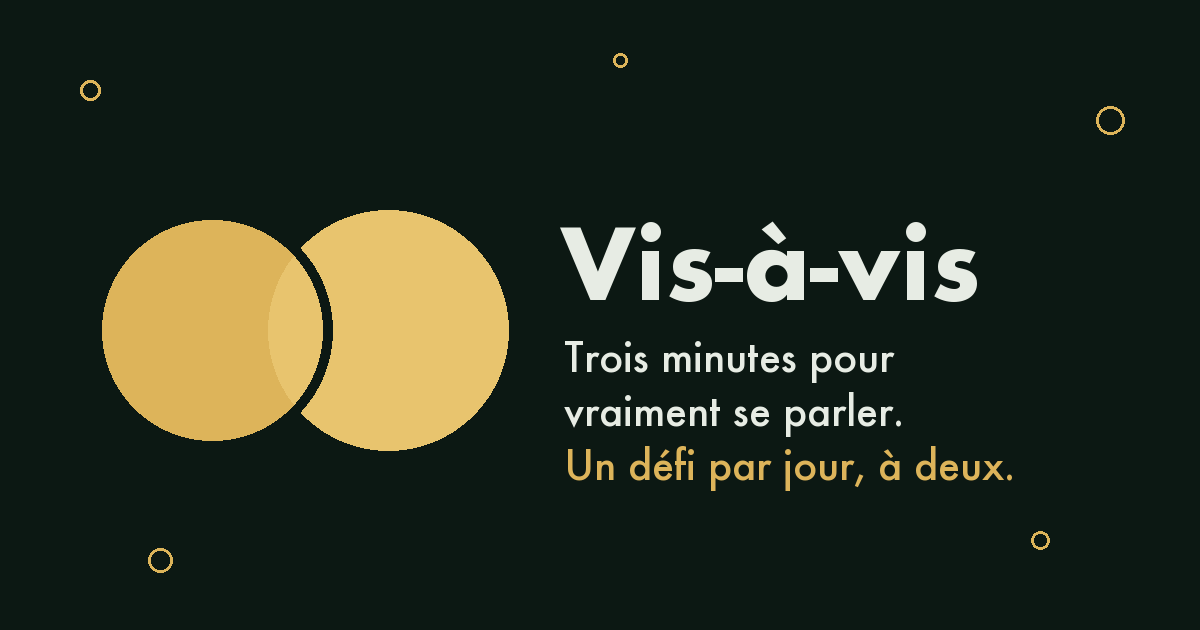 Vis-à-vis
Trois minutes pour
vraiment se parler.
Un défi par jour, à deux.